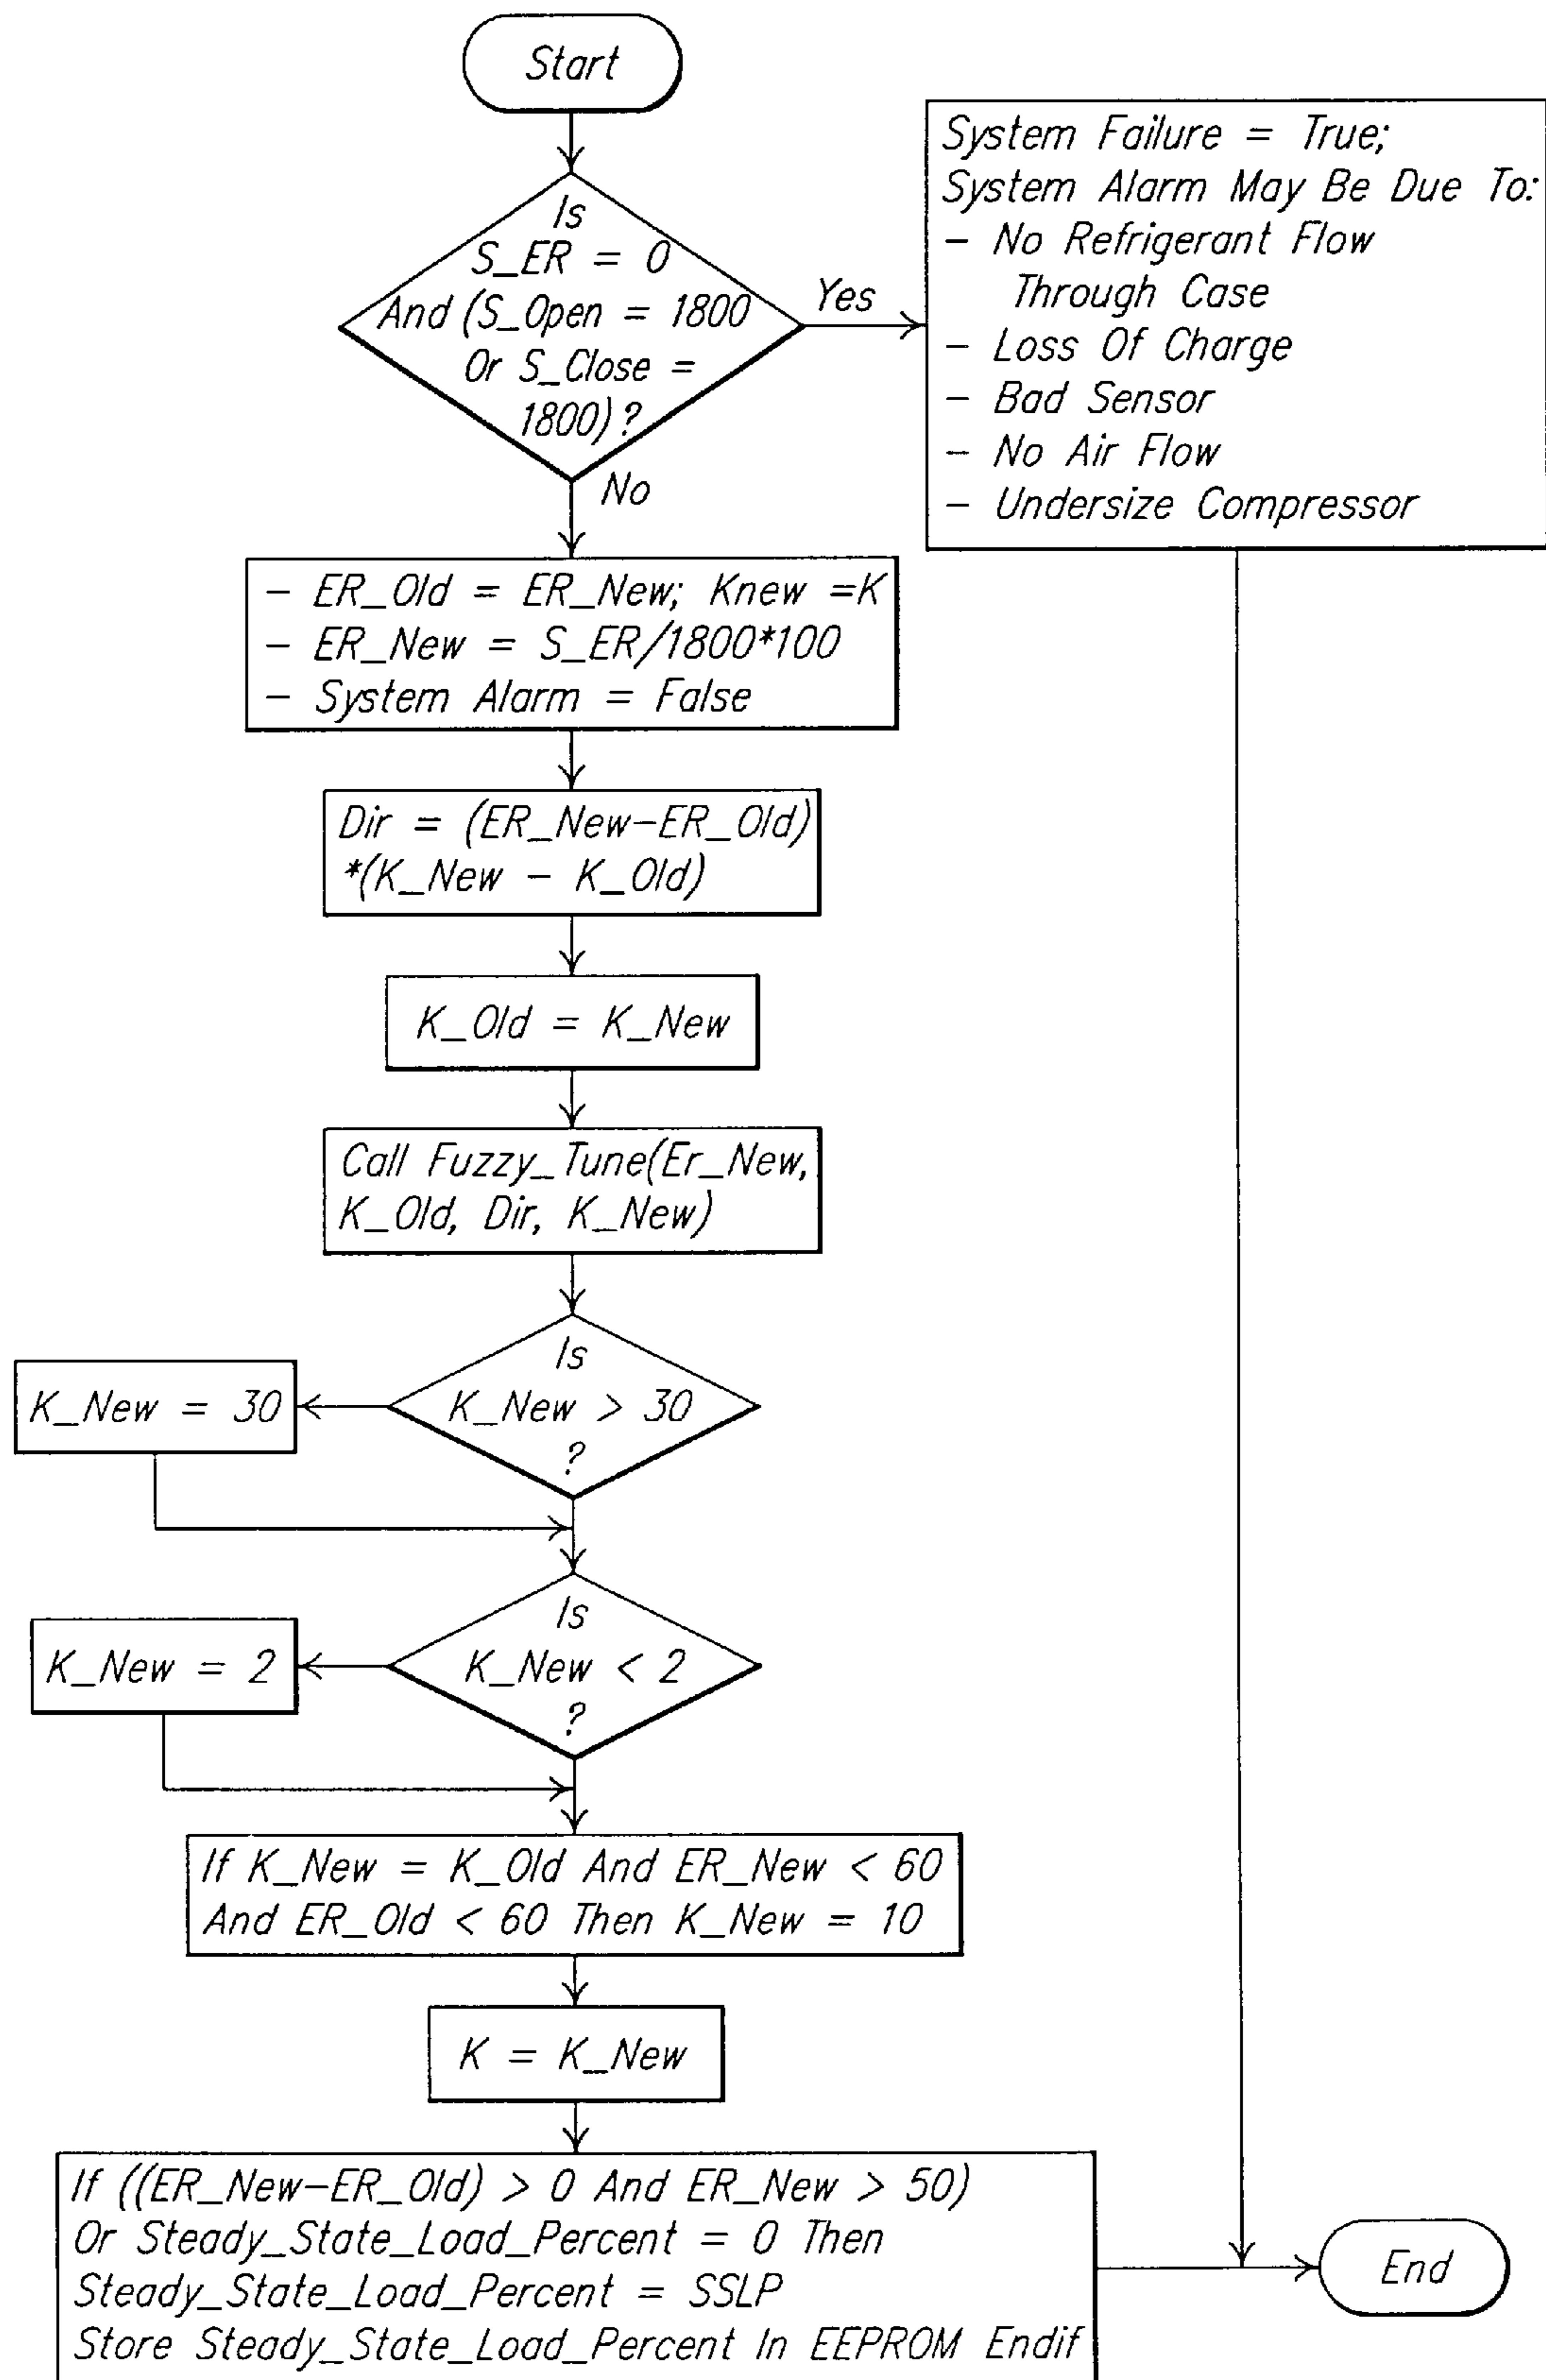 Start
Is
S_ER = 0
And (S_Open = 1800
Or S_Close =
1800)?
Yes
System Failure = True;
System Alarm May Be Due To:
- No Refrigerant Flow
Through Case
- Loss Of Charge
- Bad Sensor
- No Air Flow
- Undersize Compressor
No
- ER_Old = ER_New; Knew =K
- ER_New = S_ER/1800*100
- System Alarm = False
Dir = (ER_New-ER_Old)
*(K_New - K_Old)
K_Old = K_New
Call Fuzzy_Tune(Er_New,
K_Old, Dir, K_New)
Is
K_New > 30
?
K_New = 30
Is
K_New < 2
?
K_New = 2
If K_New = K_Old And ER_New < 60
And ER_Old < 60 Then K_New = 10
K = K_New
If ((ER_New-ER_Old) > 0 And ER_New > 50)
Or Steady_State_Load_Percent = 0 Then
Steady_State_Load_Percent = SSLP
Store Steady_State_Load_Percent In EEPROM Endif
End